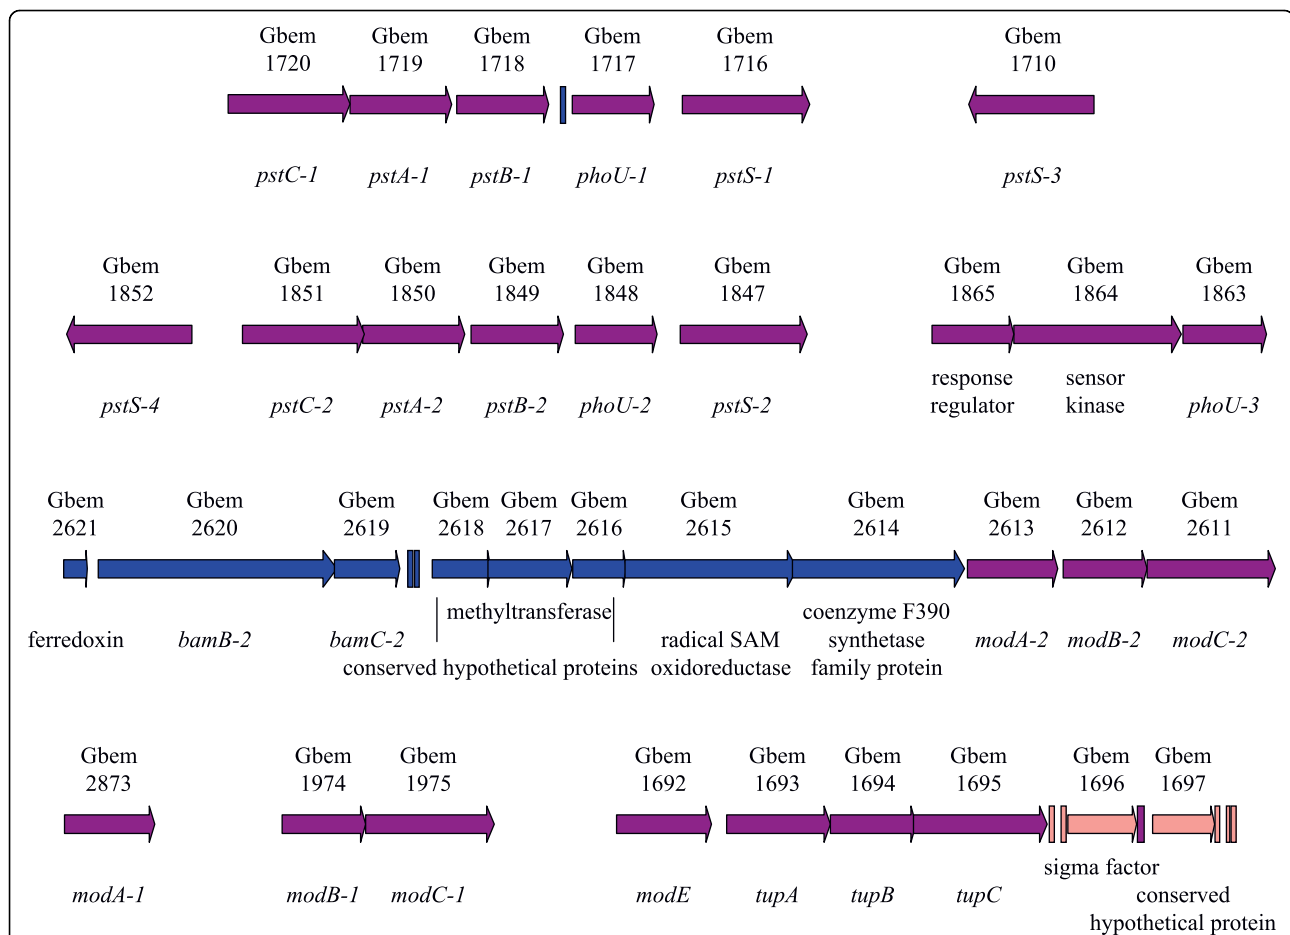 Gbem Gbem Gbem Gbem Gbem Gbem
1720 1719 1718 1717 1716 1710
pstC-1 pstA-1 pstB-1 phoU-1 pstS-1 pstS-3
Gbem Gbem Gbem Gbem Gbem Gbem Gbem Gbem Gbem
1852 1851 1850 1849 1848 1847 1865 1864 1863
response sensor
pstS-4 pstC-2 pstA-2 pstB-2 phoU-2 pstS-2 regulator kinase phoU-3
Gbem Gbem Gbem Gbem Gbem Gbem Gbem Gbem Gbem Gbem Gbem
2621 2620 2619 2618 2617 2616 2615 2614 2613 2612 2611
methyltransferase coenzyme F390
ferredoxin bamB-2 bamC-2 radical SAM synthetase modA-2 modB-2 modC-2
conserved hypothetical proteins oxidoreductase family protein
Gbem Gbem Gbem Gbem Gbem Gbem Gbem Gbem Gbem
2873 1974 1975 1692 1693 1694 1695 1696 1697
sigma factor
modA-1 modB-1 modC-1 modE tupA tupB tupC conserved
hypothetical protein